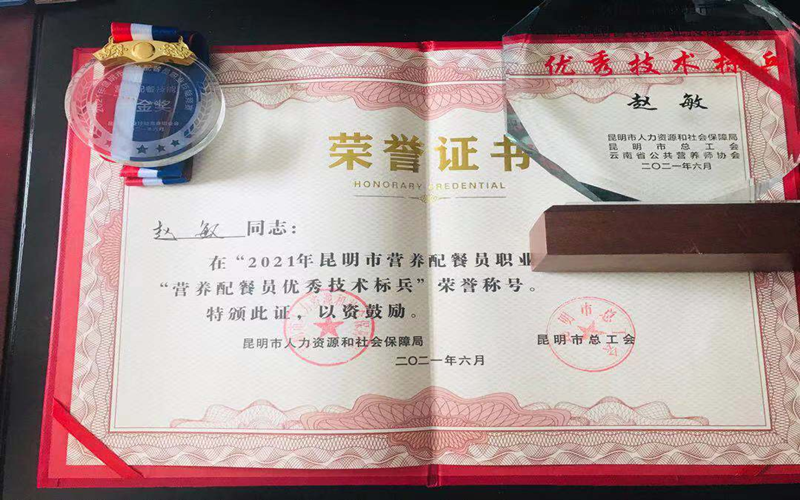 金奖
优秀技术标兵
赵敏
昆明市人力资源和社会保障局
昆明市总工会
云南省公共营养师协会
二〇二一年六月
荣誉证书
HONORARY CREDENTIAL
赵敏 同志：
在“2021年昆明市营养配餐员职业
“营养配餐员优秀技术标兵”荣誉称号。
特颁此证，以资鼓励。
昆明市人力资源和社会保障局
昆明市总工会
二〇二一年六月
昆明市总工会